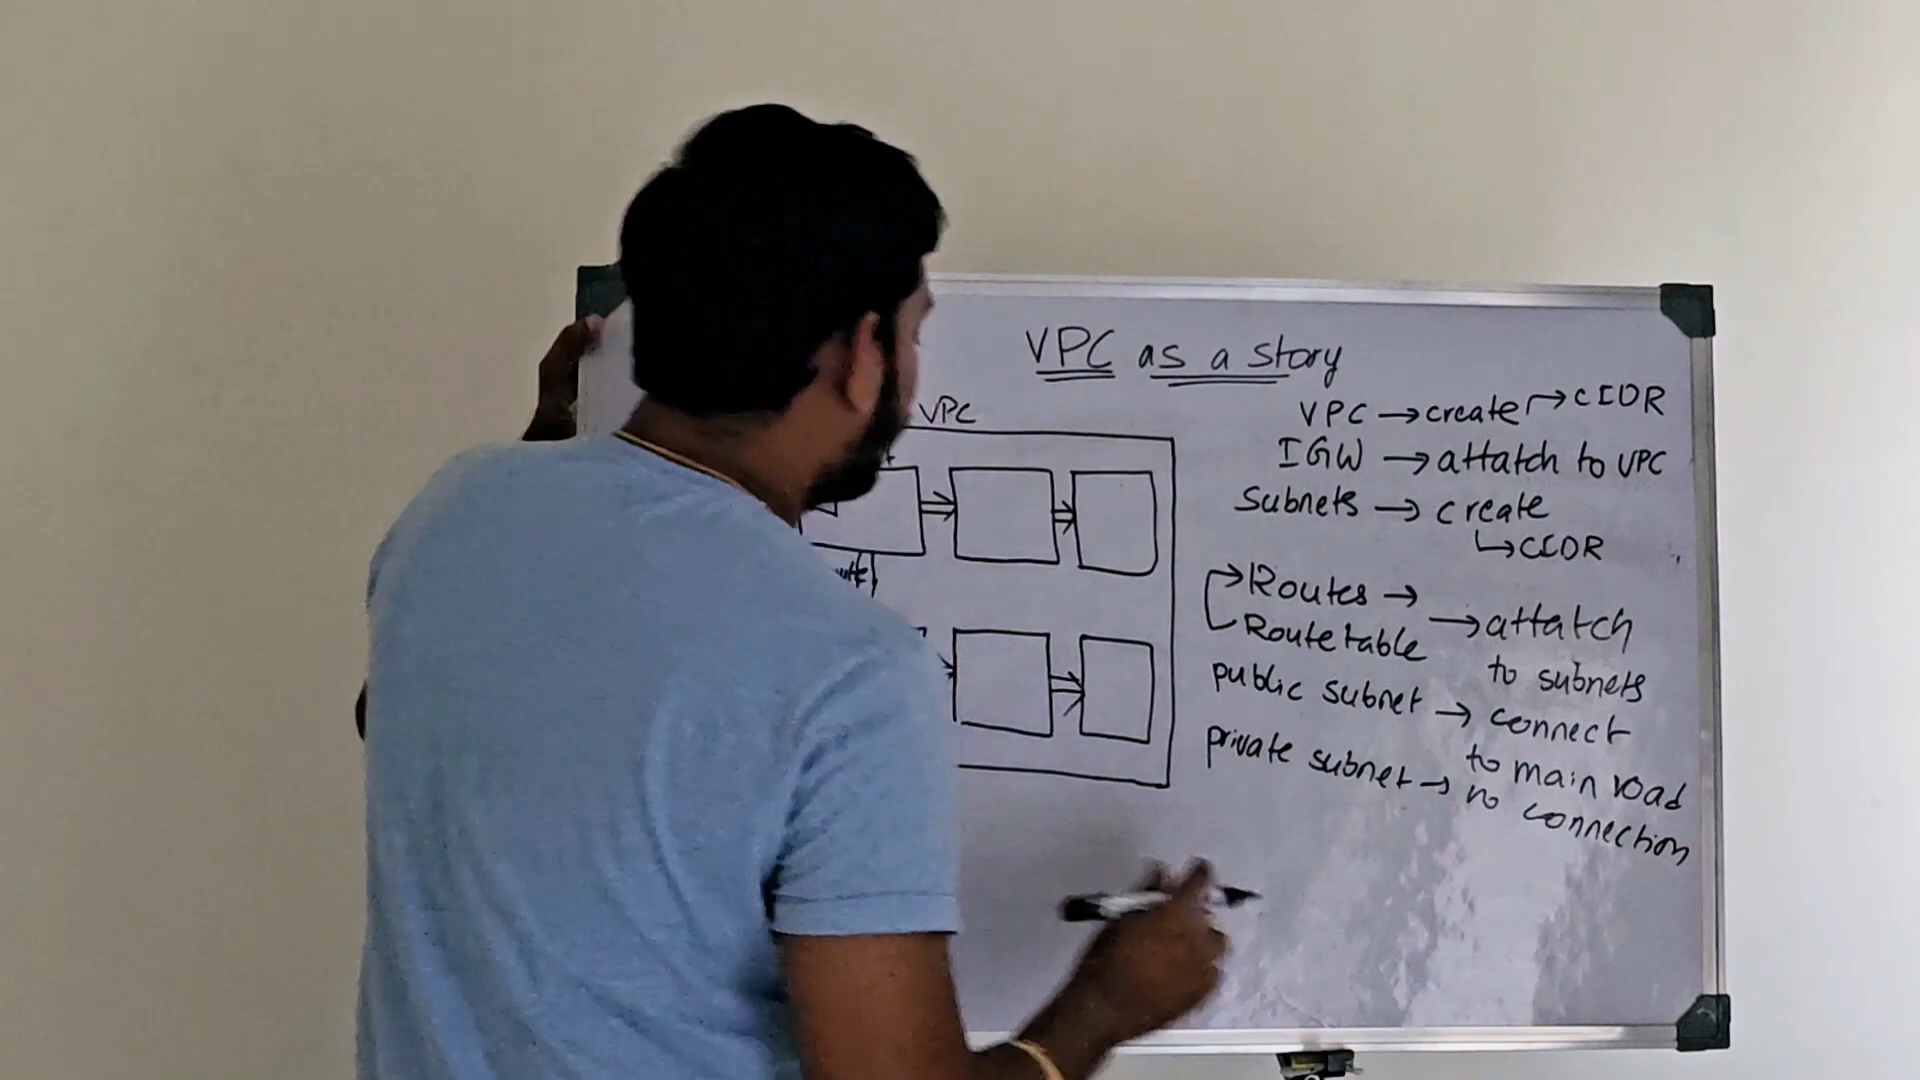 VPC as a story
VPC
VPC → create → CIDR
IGW → attatch to VPC
Subnets → create
↳ CIDR
→ Routes →
Route table → attatch
to subnets
public subnet → connect
to main road
private subnet → no connection